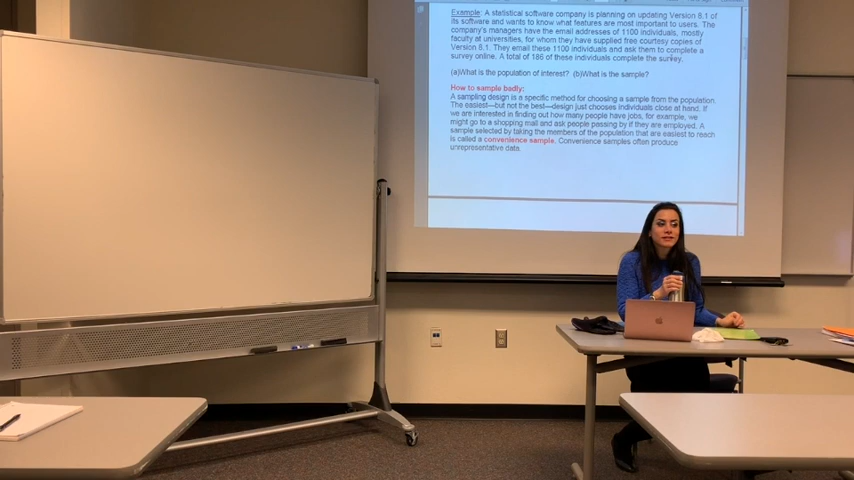 Example: A statistical software company is planning on updating Version 8.1 of
its software and wants to know what features are most important to users. The
company's managers have the email addresses of 1100 individuals, mostly
faculty at universities, for whom they have supplied free courtesy copies of
Version 8.1. They email these 1100 individuals and ask them to complete a
survey online. A total of 186 of these individuals complete the survey.
(a)What is the population of interest? (b)What is the sample?
How to sample badly:
A sampling design is a specific method for choosing a sample from the population.
The easiest—but not the best—design just chooses individuals close at hand. If
we are interested in finding out how many people have jobs, for example, we
might go to a shopping mall and ask people passing by if they are employed. A
sample selected by taking the members of the population that are easiest to reach
is called a convenience sample. Convenience samples often produce
unrepresentative data.